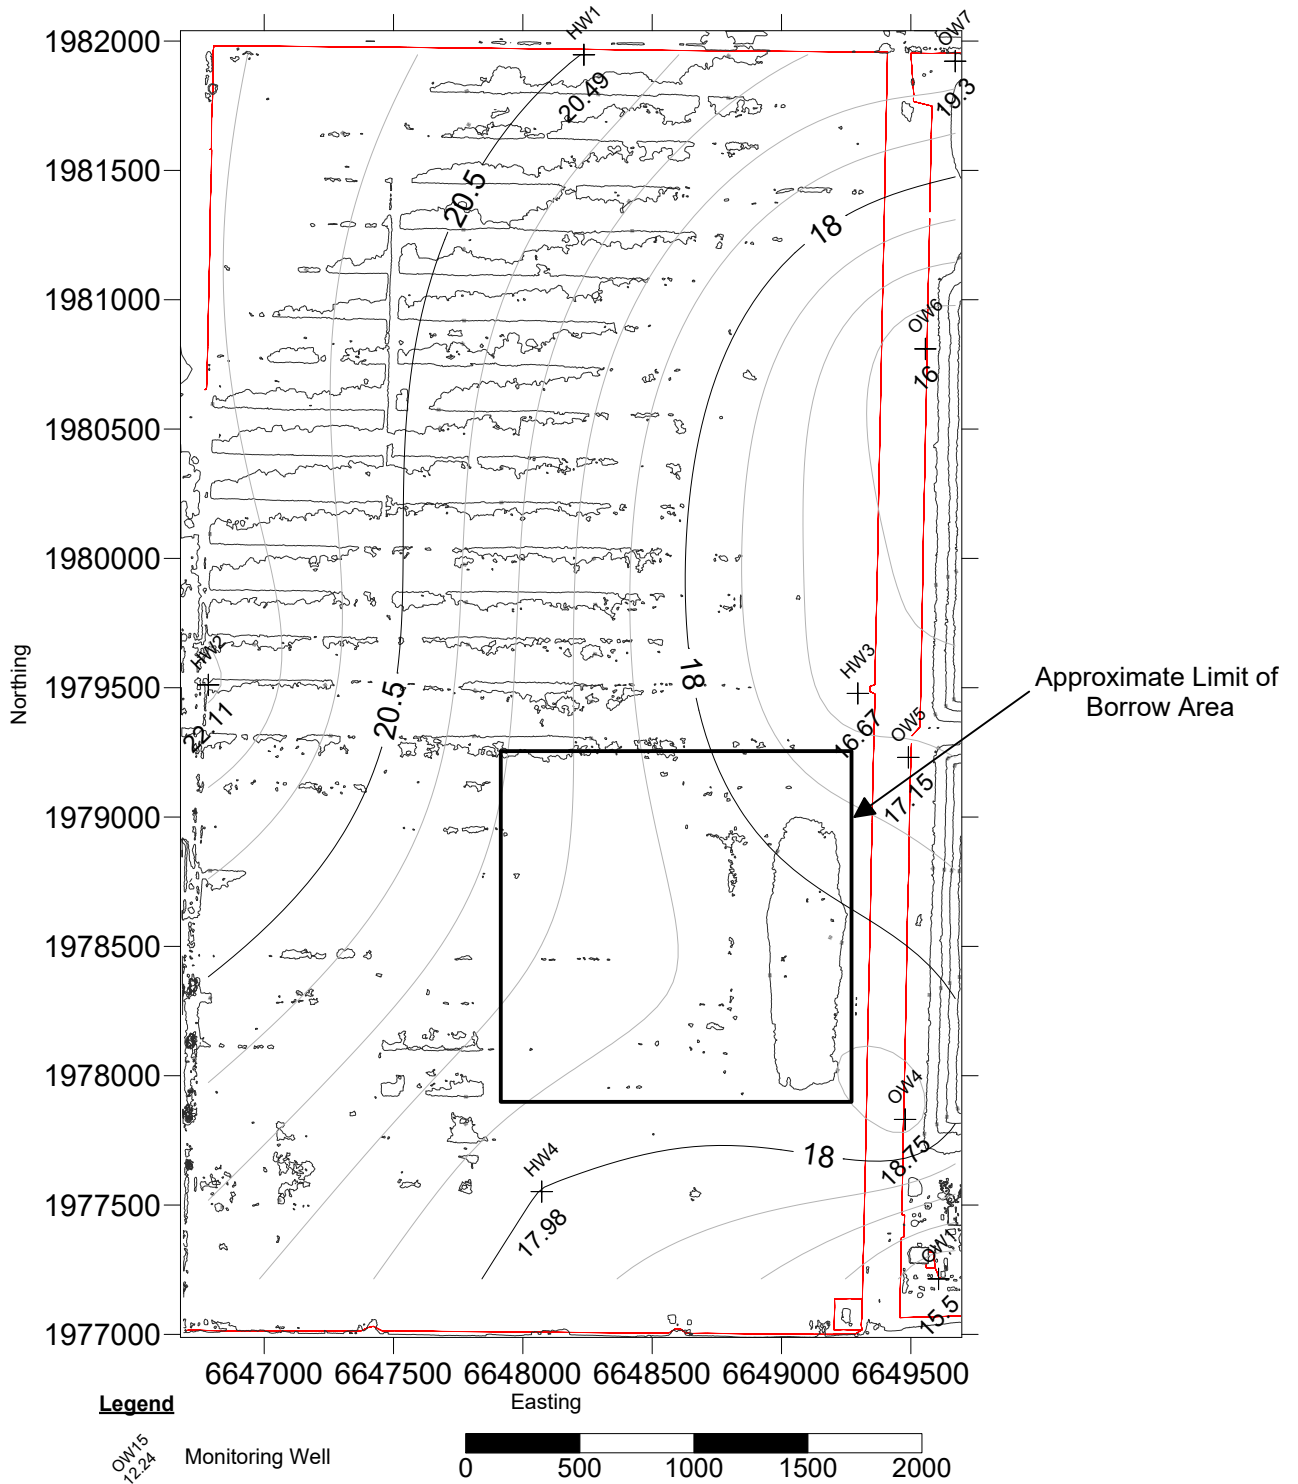 1982000
1981500
1981000
1980500
1980000
1979500
1979000
1978500
1978000
1977500
1977000
Northing
HW1
20.49
OW7
19.3
20.5
18
OW6
16
HW2
22.11
20.5
18
HW3
16.67
OW5
17.15
Approximate Limit of
Borrow Area
OW4
18.75
HW4
17.98
18
OW1
15.5
6647000 6647500 6648000 6648500 6649000 6649500
Easting
Legend
OW15
12.24
Monitoring Well
0 500 1000 1500 2000